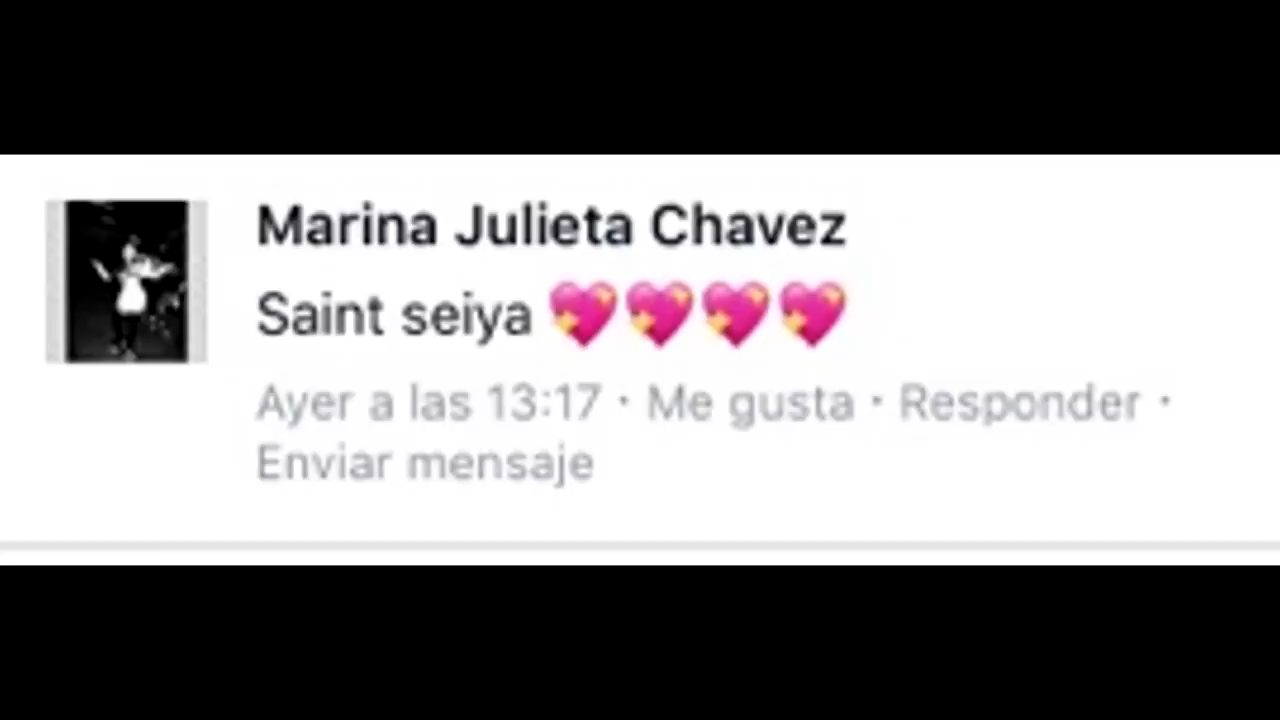 Marina Julieta Chavez
Saint seiya 💖💖💖💖
Ayer a las 13:17 · Me gusta · Responder ·
Enviar mensaje